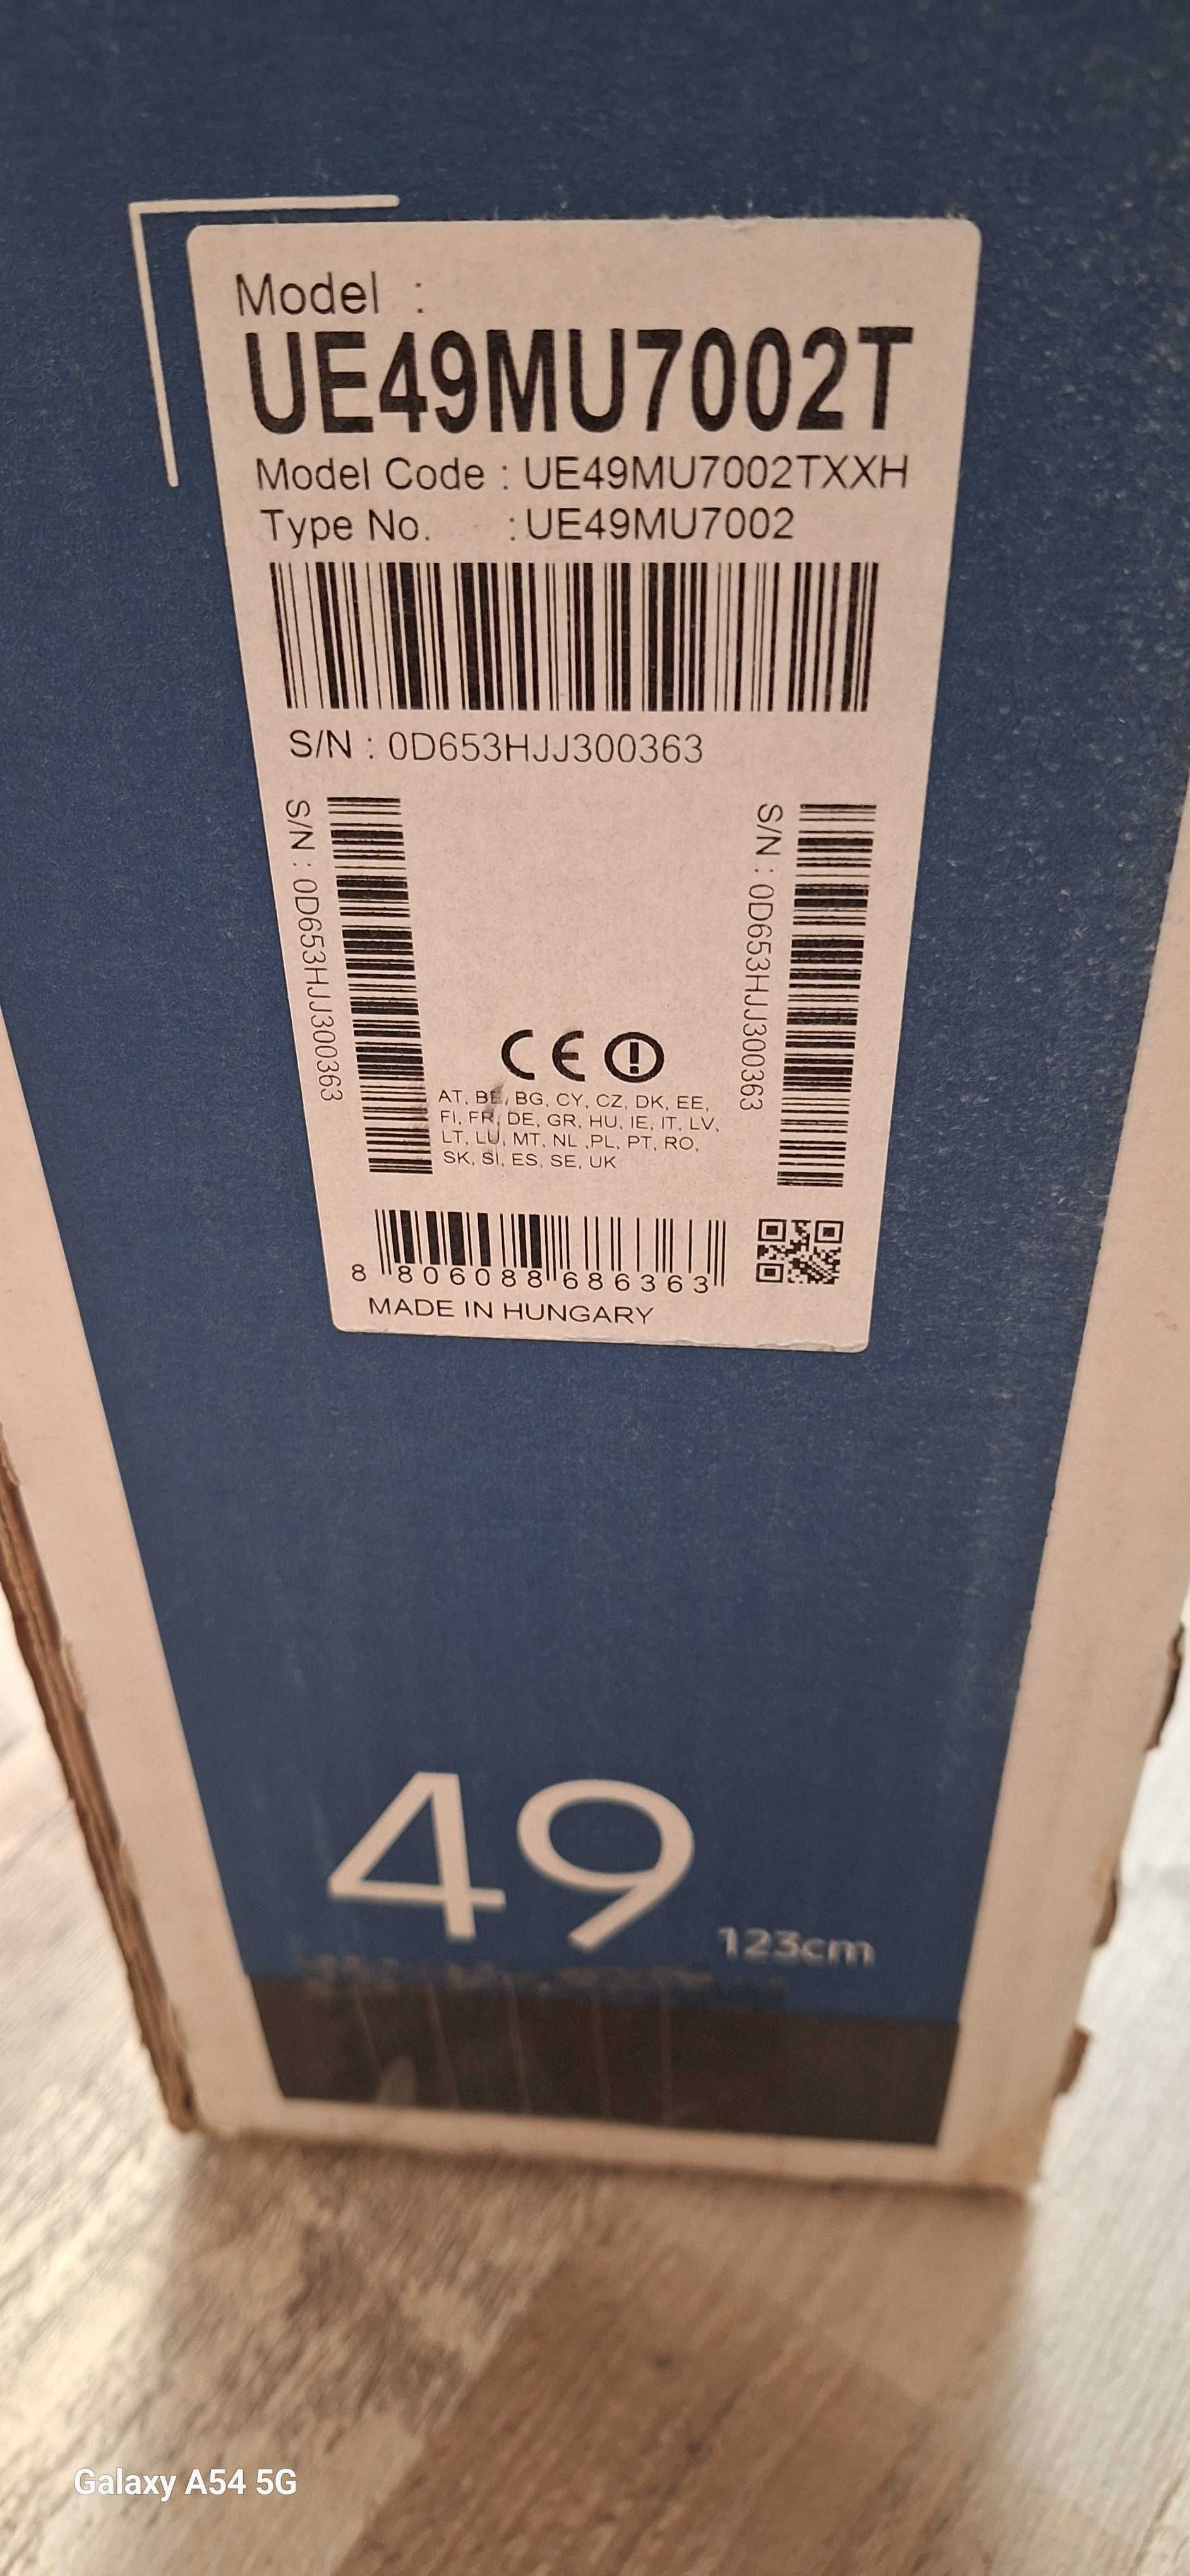 Model :
UE49MU7002T
Model Code : UE49MU7002TXXH
Type No. : UE49MU7002
S/N : 0D653HJJ300363
S/N : 0D653HJJ300363
S/N : 0D653HJJ300363
CE
AT, BE, BG, CY, CZ, DK, EE,
FI, FR, DE, GR, HU, IE, IT, LV,
LT, LU, MT, NL ,PL, PT, RO,
SK, SI, ES, SE, UK
8 806088 686363
MADE IN HUNGARY
49 123cm
Galaxy A54 5G